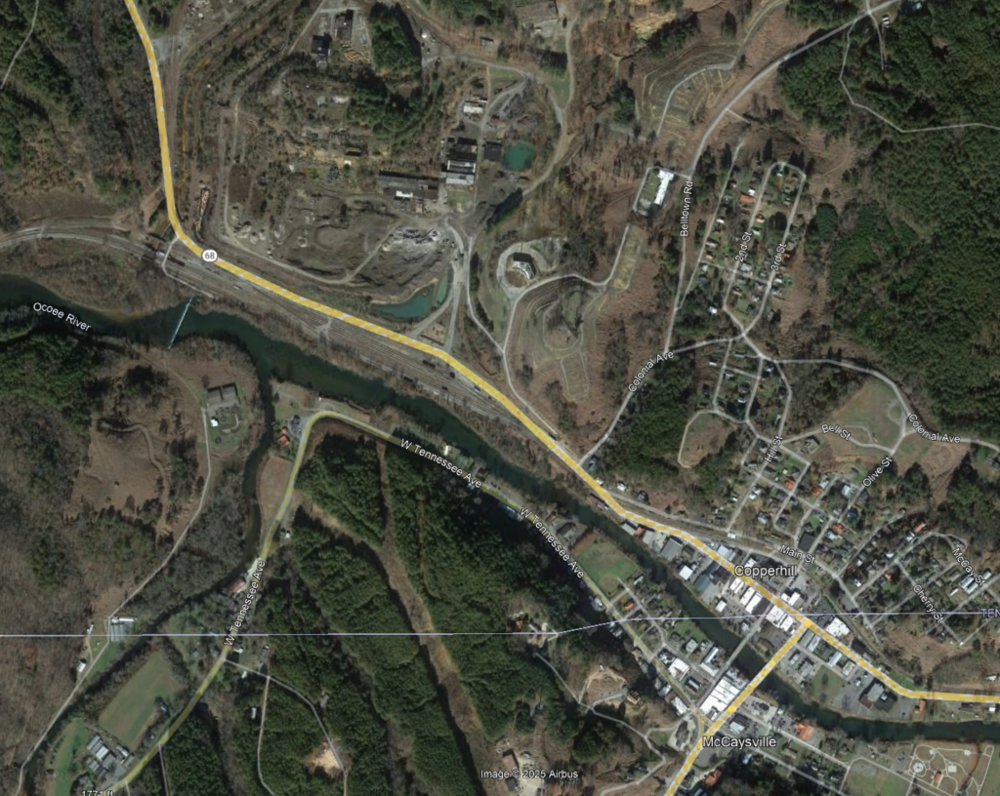 68
Ocoee River
Belltown Rd
2nd St
3rd St
Colonial Ave
Colonial Ave
Bell St
Hill St
Olive St
W Tennessee Ave
W Tennessee Ave
W Tennessee Ave
Main St
Copperhill
McCay St
Cherry St
TEN
McCaysville
Image © 2025 Airbus
1771 ft